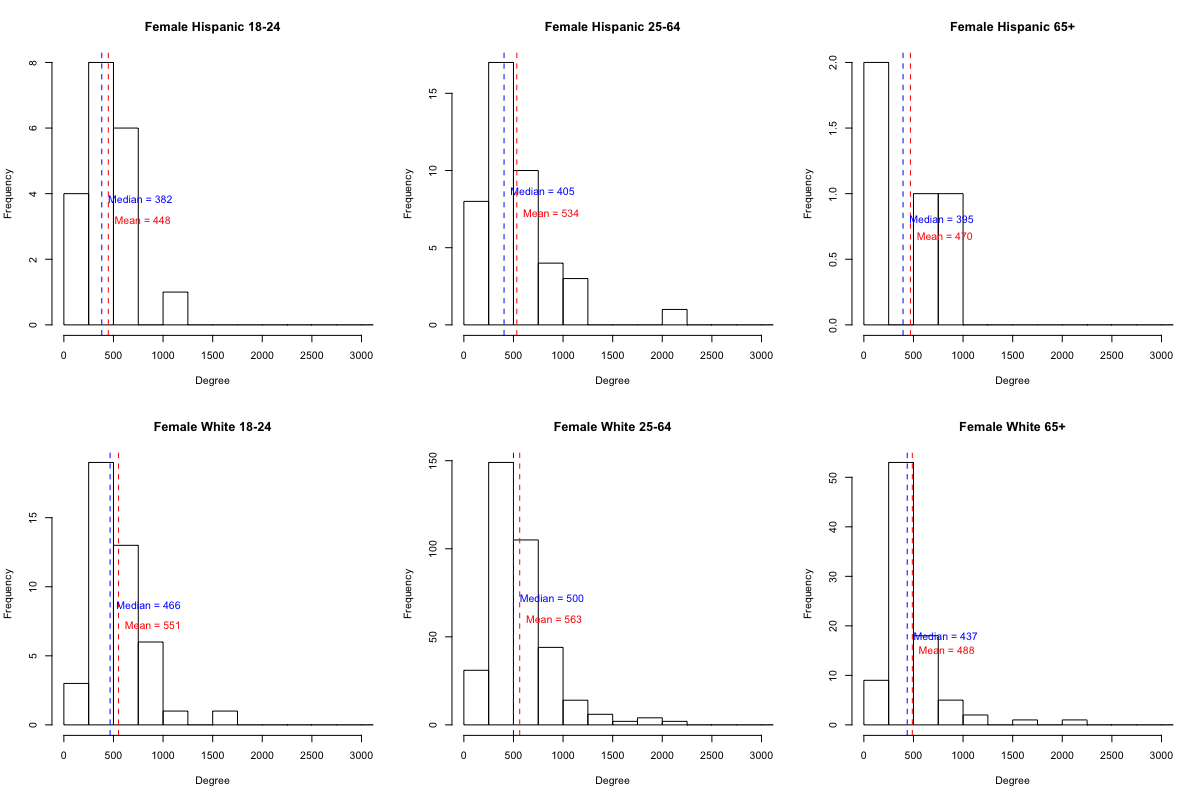 Female Hispanic 18-24
Frequency
0 2 4 6 8
Median = 382
Mean = 448
0 500 1000 1500 2000 2500 3000
Degree
Female Hispanic 25-64
Frequency
0 5 10 15
Median = 405
Mean = 534
0 500 1000 1500 2000 2500 3000
Degree
Female Hispanic 65+
Frequency
0.0 0.5 1.0 1.5 2.0
Median = 395
Mean = 470
0 500 1000 1500 2000 2500 3000
Degree
Female White 18-24
Frequency
0 5 10 15
Median = 466
Mean = 551
0 500 1000 1500 2000 2500 3000
Degree
Female White 25-64
Frequency
0 50 100 150
Median = 500
Mean = 563
0 500 1000 1500 2000 2500 3000
Degree
Female White 65+
Frequency
0 10 20 30 40 50
Median = 437
Mean = 488
0 500 1000 1500 2000 2500 3000
Degree